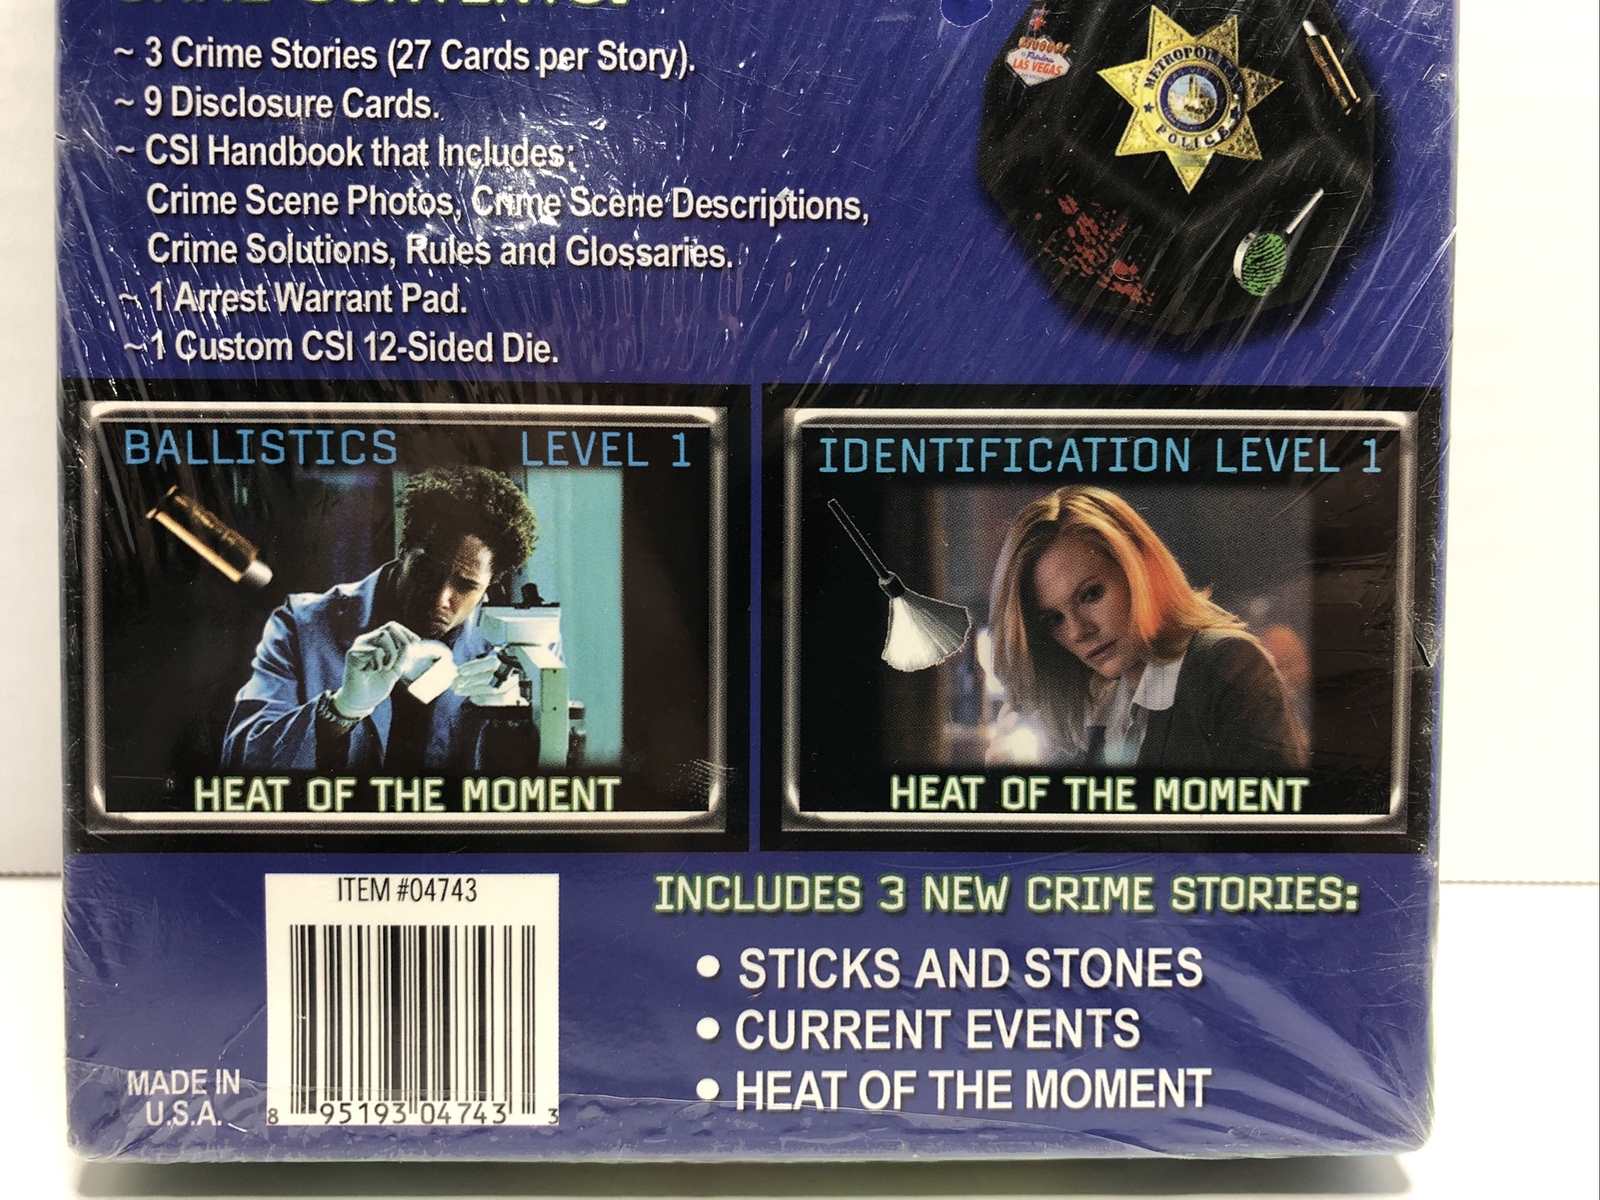 GAME CONTENTS:
~ 3 Crime Stories (27 Cards per Story).
~ 9 Disclosure Cards.
~ CSI Handbook that Includes:
Crime Scene Photos, Crime Scene Descriptions,
Crime Solutions, Rules and Glossaries.
~ 1 Arrest Warrant Pad.
~ 1 Custom CSI 12-Sided Die.
LAS VEGAS
METROPOLITAN
POLICE
BALLISTICS LEVEL 1
HEAT OF THE MOMENT
IDENTIFICATION LEVEL 1
HEAT OF THE MOMENT
ITEM #04743
8 95193 04743 3
MADE IN
U.S.A.
INCLUDES 3 NEW CRIME STORIES:
• STICKS AND STONES
• CURRENT EVENTS
• HEAT OF THE MOMENT